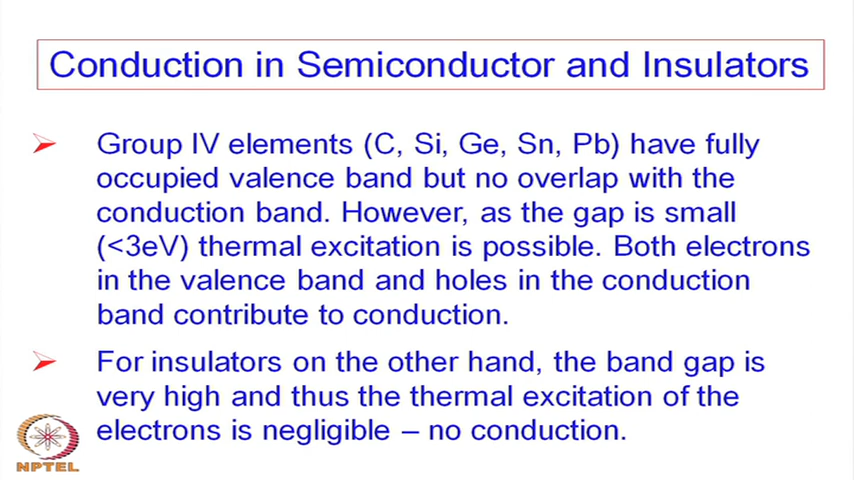 Conduction in Semiconductor and Insulators
Group IV elements (C, Si, Ge, Sn, Pb) have fully
occupied valence band but no overlap with the
conduction band. However, as the gap is small
(<3eV) thermal excitation is possible. Both electrons
in the valence band and holes in the conduction
band contribute to conduction.
For insulators on the other hand, the band gap is
very high and thus the thermal excitation of the
electrons is negligible – no conduction.
NPTEL